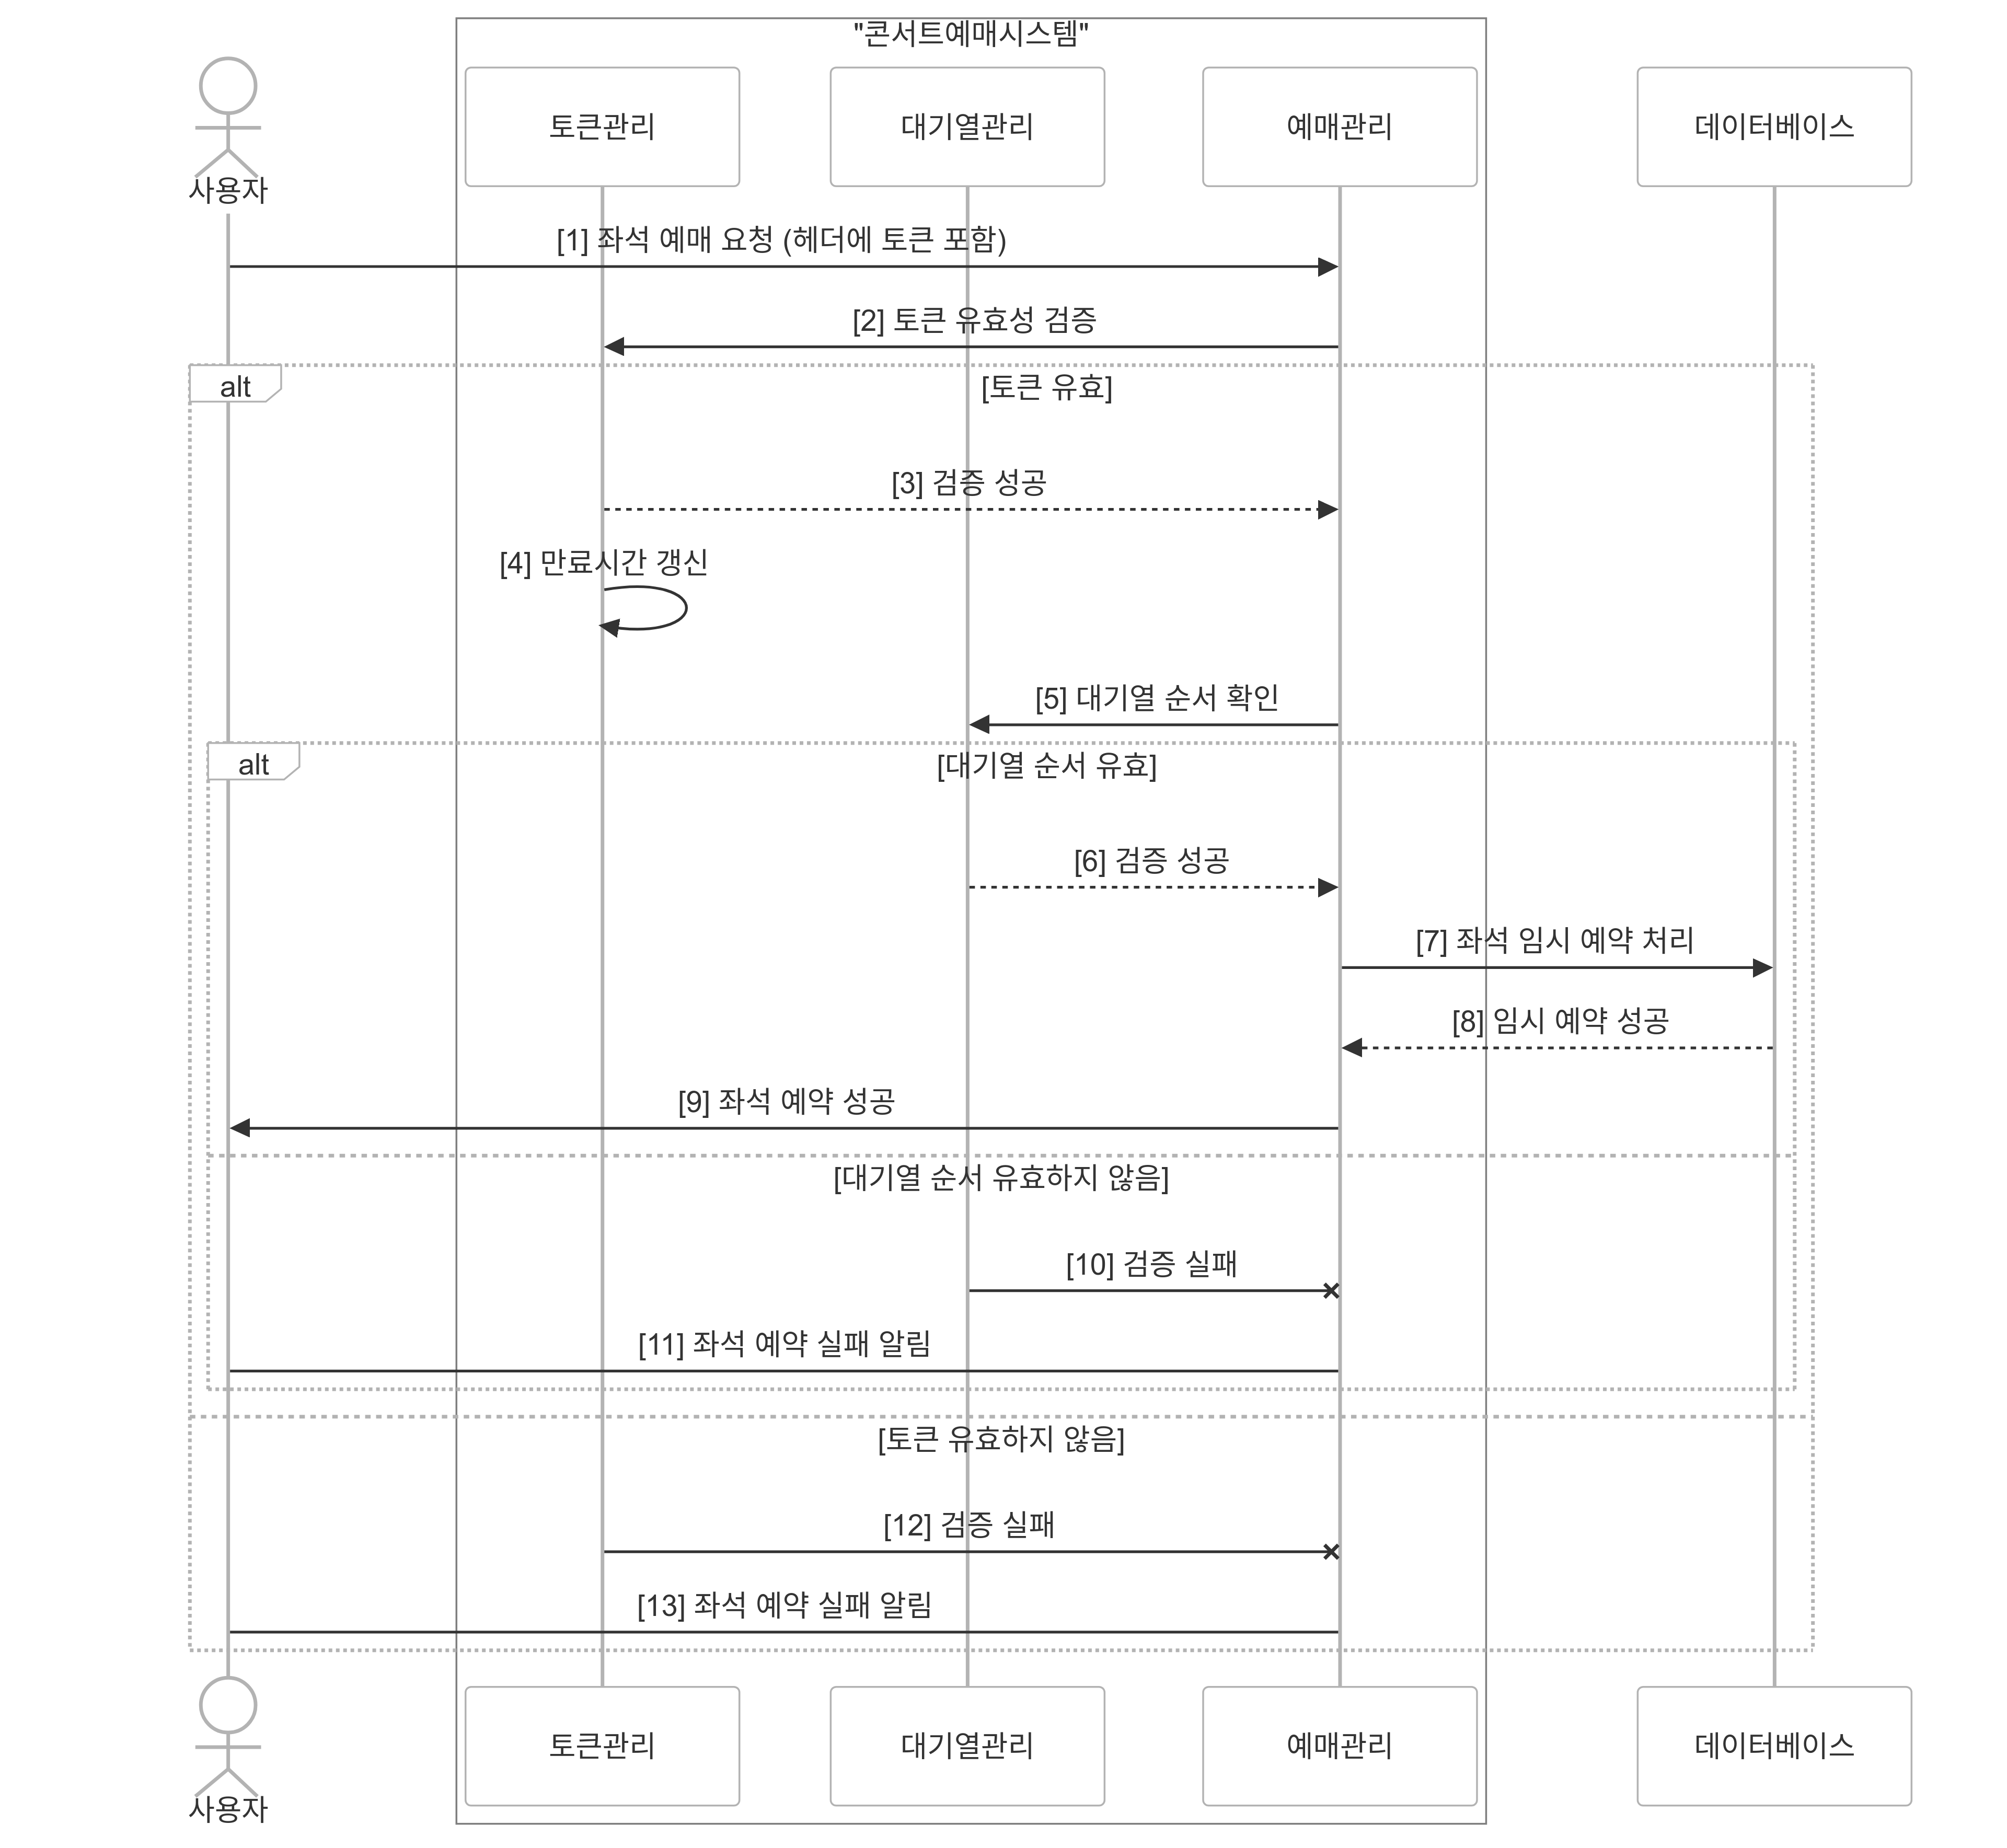 "콘서트예매시스템"
사용자
토큰관리
대기열관리
예매관리
데이터베이스
[1] 좌석 예매 요청 (헤더에 토큰 포함)
[2] 토큰 유효성 검증
alt
[토큰 유효]
[3] 검증 성공
[4] 만료시간 갱신
[5] 대기열 순서 확인
alt
[대기열 순서 유효]
[6] 검증 성공
[7] 좌석 임시 예약 처리
[8] 임시 예약 성공
[9] 좌석 예약 성공
[대기열 순서 유효하지 않음]
[10] 검증 실패
[11] 좌석 예약 실패 알림
[토큰 유효하지 않음]
[12] 검증 실패
[13] 좌석 예약 실패 알림
사용자
토큰관리
대기열관리
예매관리
데이터베이스